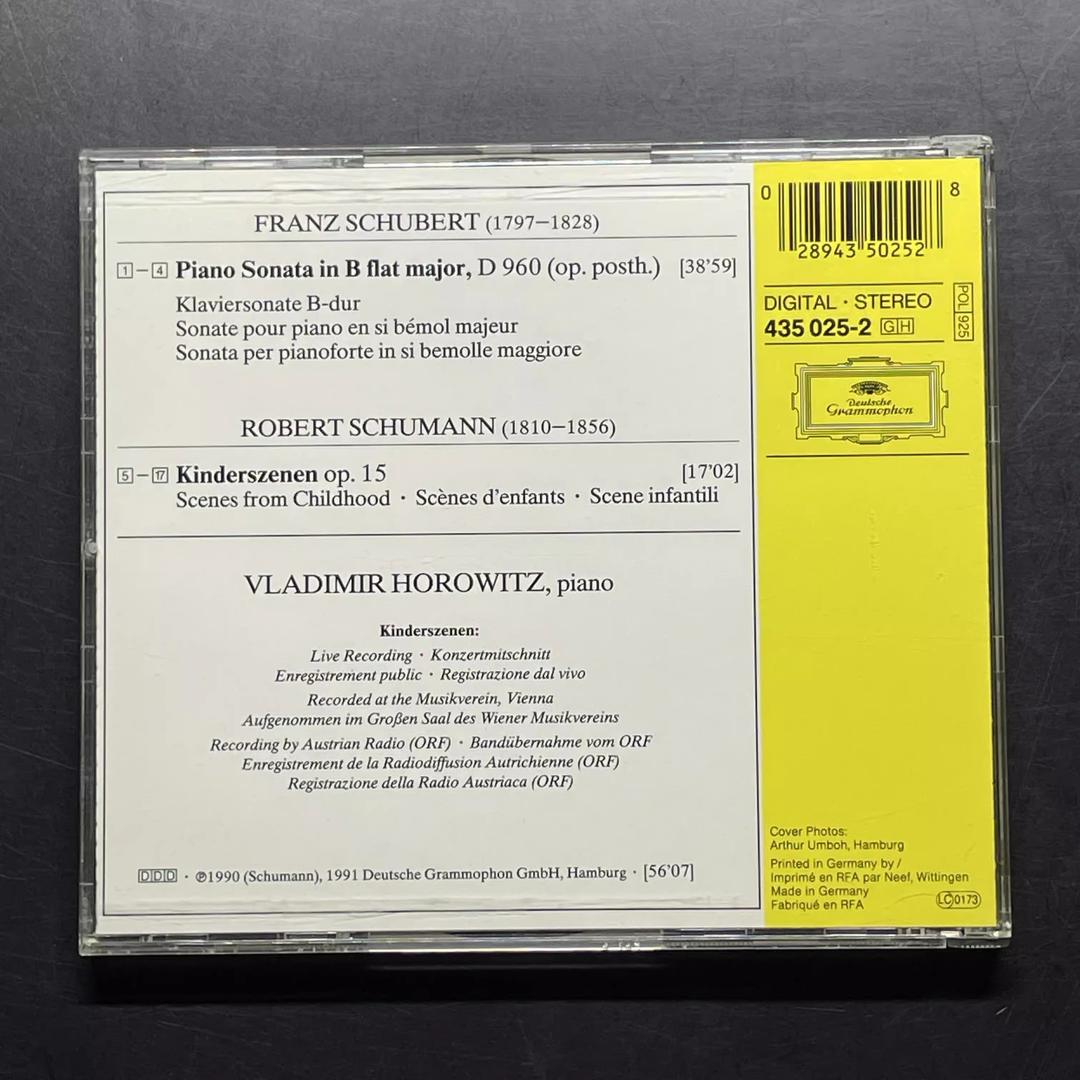 FRANZ SCHUBERT (1797–1828)
1–4 Piano Sonata in B flat major, D 960 (op. posth.) [38'59]
Klaviersonate B-dur
Sonate pour piano en si bémol majeur
Sonata per pianoforte in si bemolle maggiore
ROBERT SCHUMANN (1810–1856)
5–17 Kinderszenen op. 15 [17'02]
Scenes from Childhood · Scènes d'enfants · Scene infantili
VLADIMIR HOROWITZ, piano
Kinderszenen:
Live Recording · Konzertmitschnitt
Enregistrement public · Registrazione dal vivo
Recorded at the Musikverein, Vienna
Aufgenommen im Großen Saal des Wiener Musikvereins
Recording by Austrian Radio (ORF) · Bandübernahme vom ORF
Enregistrement de la Radiodiffusion Autrichienne (ORF)
Registrazione della Radio Austriaca (ORF)
DDD · ℗1990 (Schumann), 1991 Deutsche Grammophon GmbH, Hamburg · [56'07]
0 28943 50252 8
DIGITAL · STEREO
435 025-2 GH
POL 925
Deutsche
Grammophon
Cover Photos:
Arthur Umboh, Hamburg
Printed in Germany by /
Imprimé en RFA par Neef, Wittingen
Made in Germany
Fabriqué en RFA
LC 0173